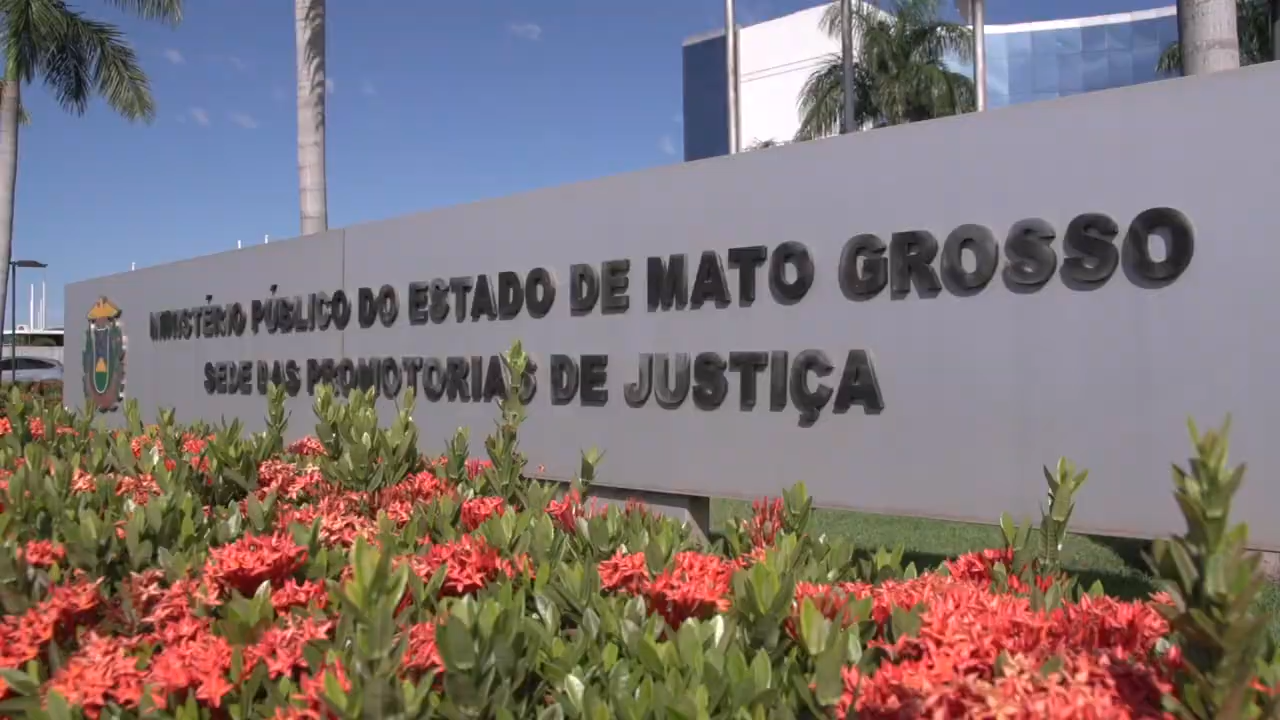 MINISTÉRIO PÚBLICO DO ESTADO DE MATO GROSSO
SEDE DAS PROMOTORIAS DE JUSTIÇA